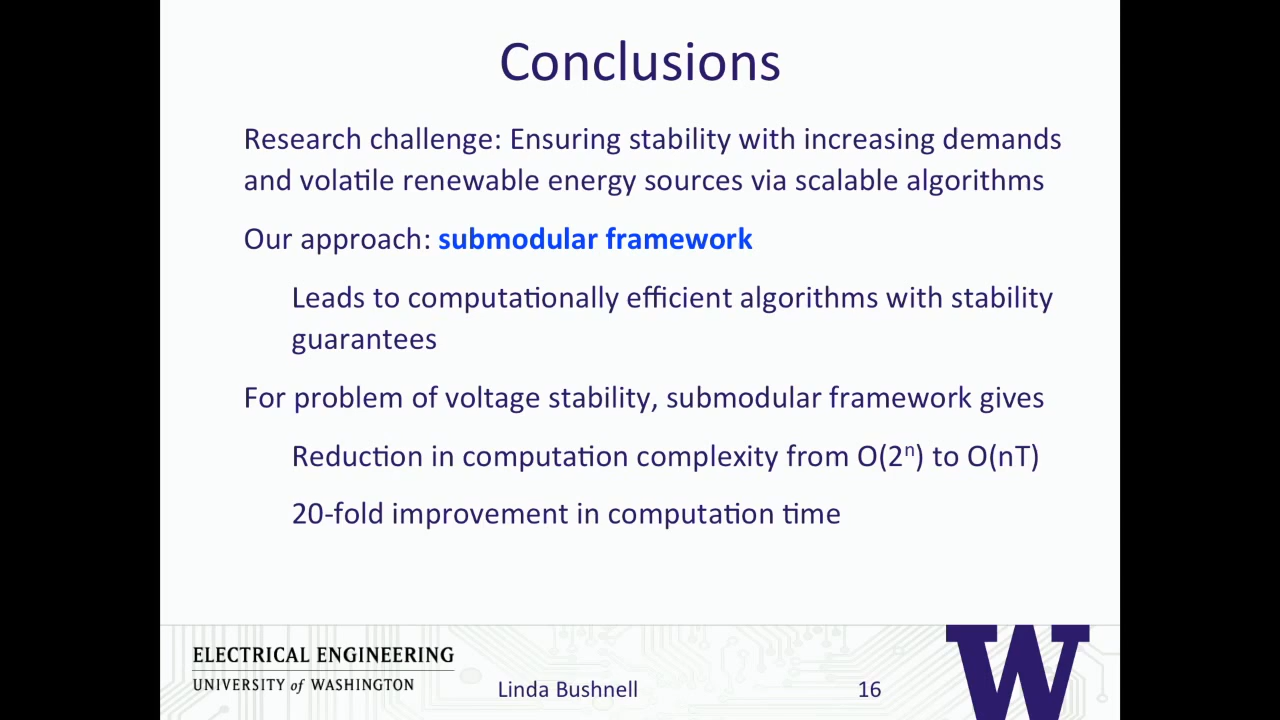 Conclusions
Research challenge: Ensuring stability with increasing demands
and volatile renewable energy sources via scalable algorithms
Our approach: submodular framework
Leads to computationally efficient algorithms with stability
guarantees
For problem of voltage stability, submodular framework gives
Reduction in computation complexity from O(2ⁿ) to O(nT)
20-fold improvement in computation time
ELECTRICAL ENGINEERING
UNIVERSITY of WASHINGTON
Linda Bushnell
16
W